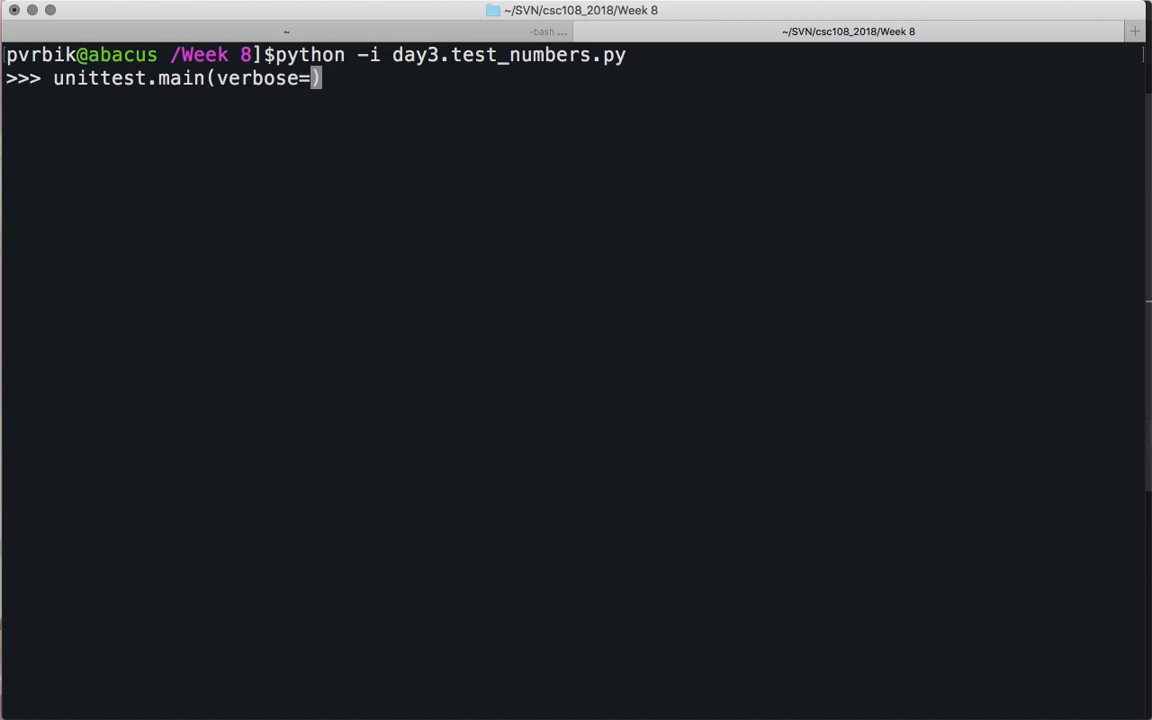 ~/SVN/csc108_2018/Week 8
~
-bash ...
~/SVN/csc108_2018/Week 8
[pvrbik@abacus /Week 8]$python -i day3.test_numbers.py
>>> unittest.main(verbose=)